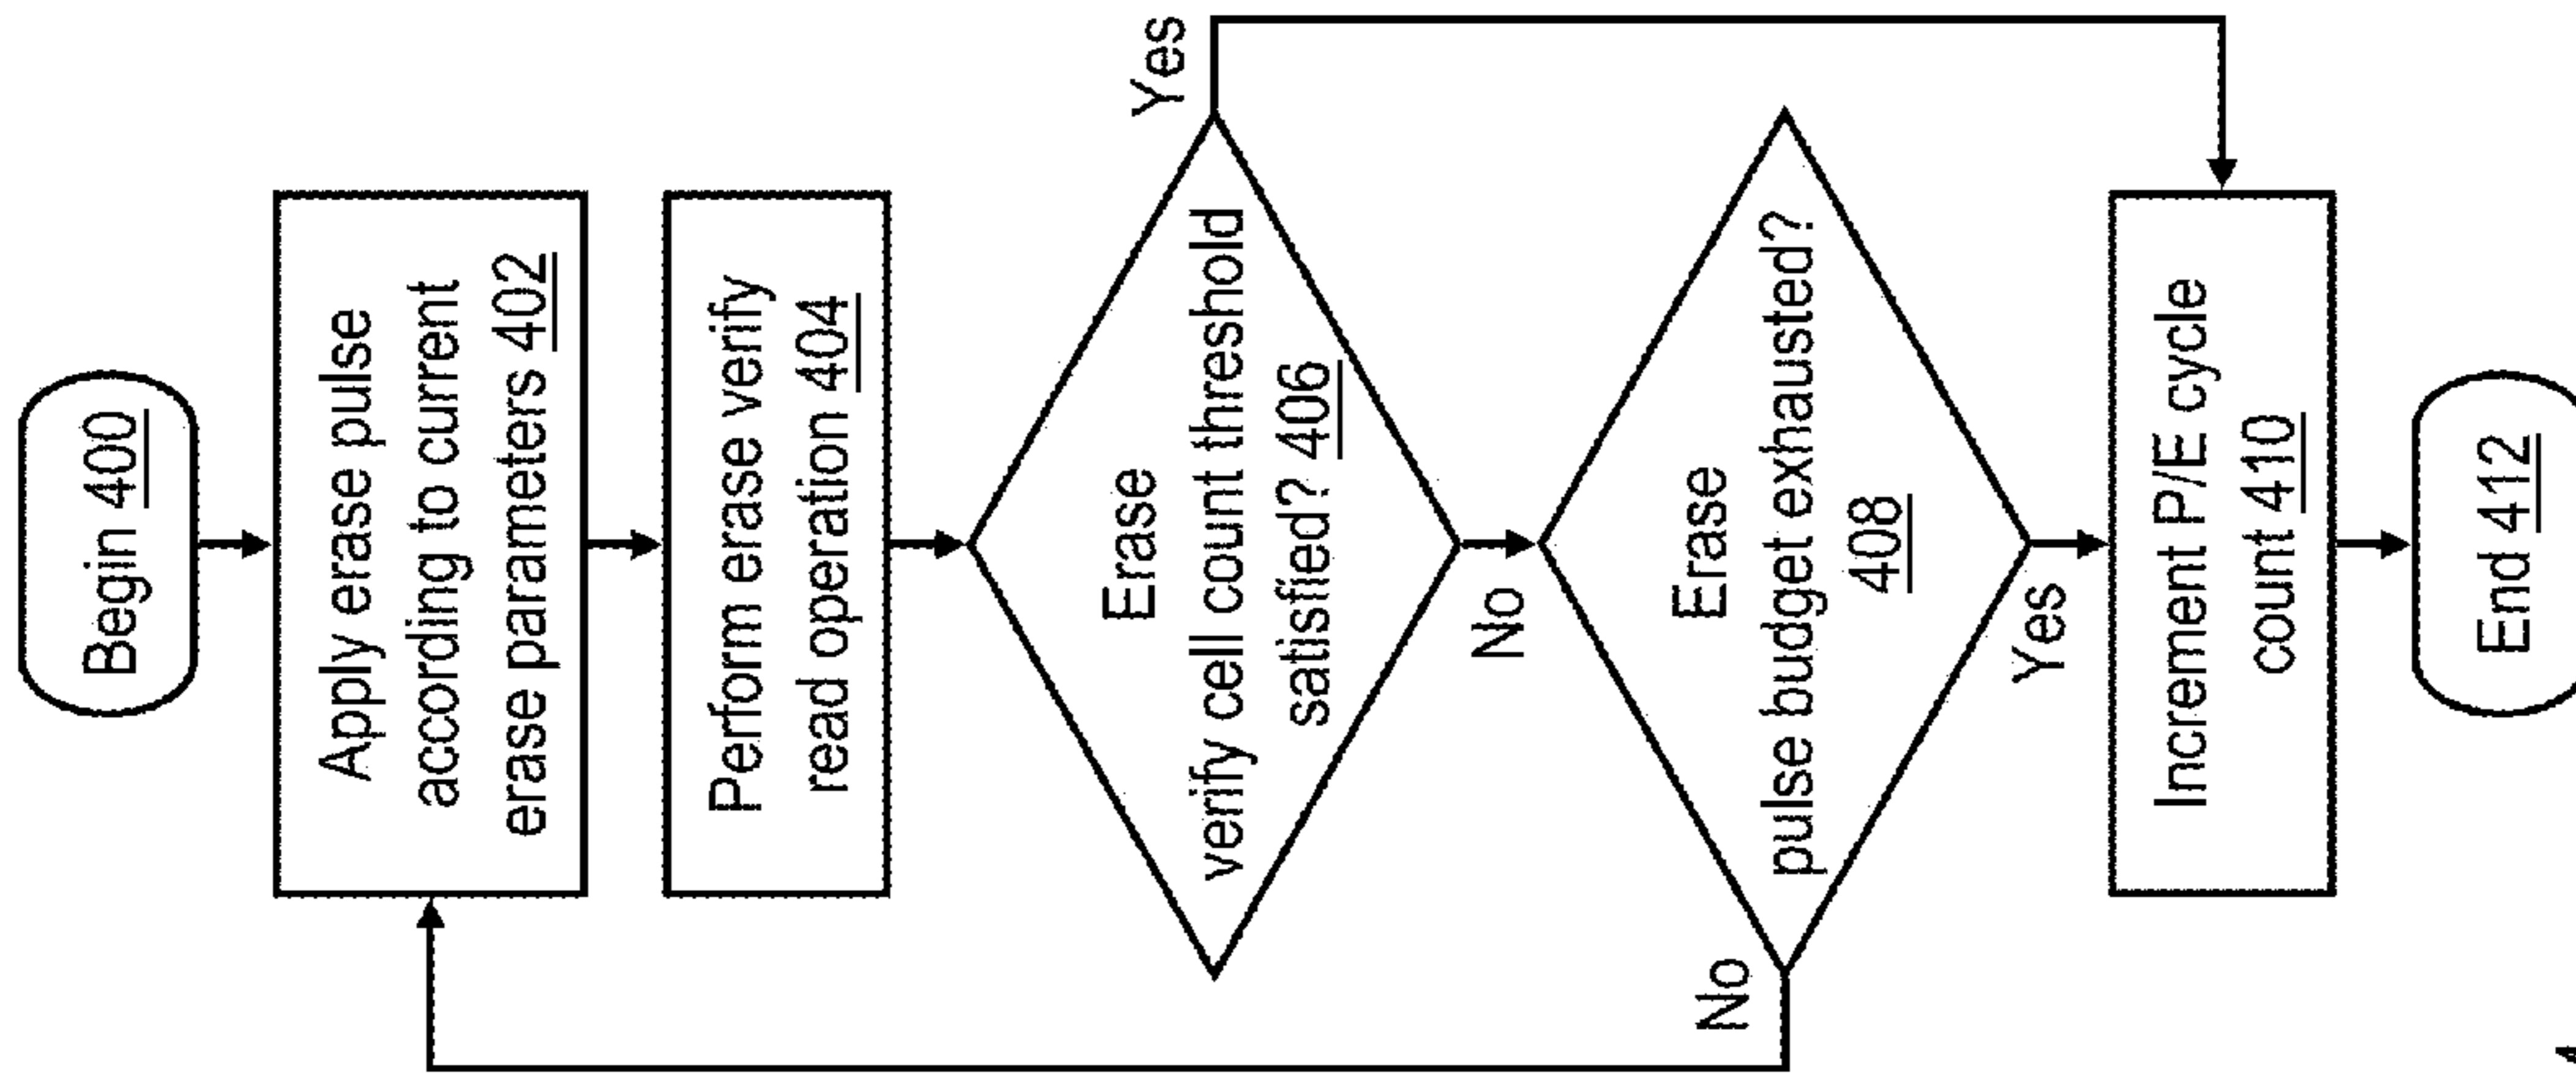 Begin 400
Apply erase pulse
according to current
erase parameters 402
Perform erase verify
read operation 404
Erase
verify cell count threshold
satisfied? 406
Yes
No
Erase
pulse budget exhausted?
408
No
Yes
Increment P/E cycle
count 410
End 412